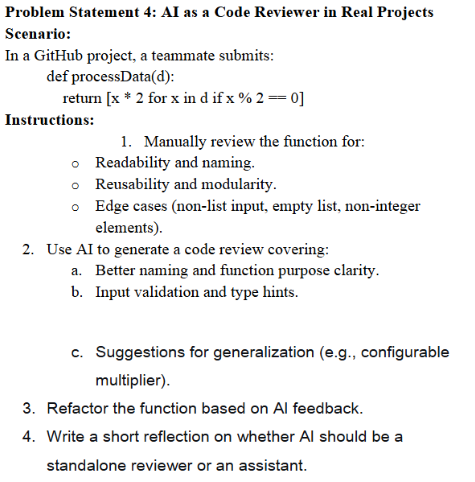 Problem Statement 4: AI as a Code Reviewer in Real Projects
Scenario:
In a GitHub project, a teammate submits:
def processData(d):
return [x * 2 for x in d if x % 2 == 0]
Instructions:
1. Manually review the function for:
o Readability and naming.
o Reusability and modularity.
o Edge cases (non-list input, empty list, non-integer
elements).
2. Use AI to generate a code review covering:
a. Better naming and function purpose clarity.
b. Input validation and type hints.
c. Suggestions for generalization (e.g., configurable
multiplier).
3. Refactor the function based on AI feedback.
4. Write a short reflection on whether AI should be a
standalone reviewer or an assistant.